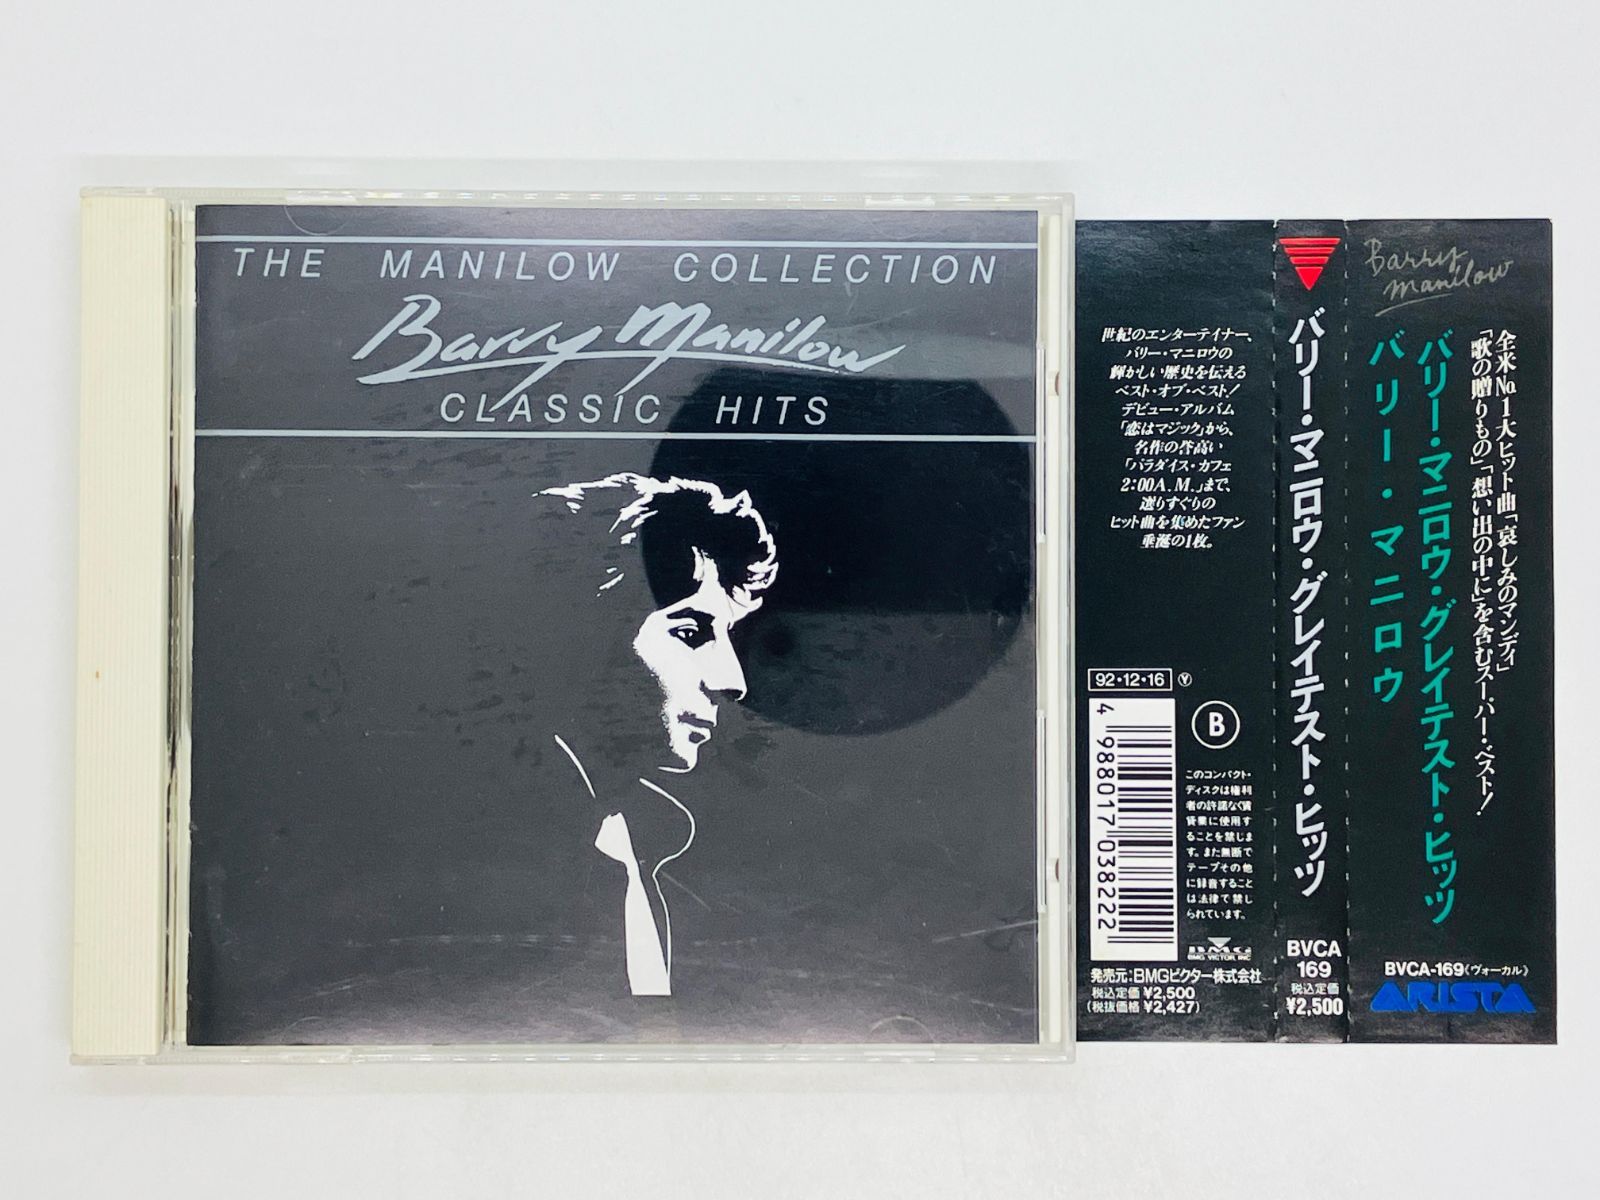 THE MANILOW COLLECTION
Barry Manilow
CLASSIC HITS
世紀のエンターテイナー、
バリー・マニロウの
輝かしい歴史を伝える
ベスト・オブ・ベスト!
デビュー・アルバム
「恋はマジック」から、
名作の誉高い
「パラダイス・カフェ
2:00A.M.」まで、
選りすぐりの
ヒット曲を集めたファン
垂涎の1枚。
92・12・16 Ⓨ
B
4 988017 038222
このコンパクト・
ディスクは権利
者の許諾なく賃
貸業に使用す
ることを禁じま
す。また無断で
テープその他
に録音すること
は法律で禁じ
られています。
BMG
BMG VICTOR, INC
発売元:BMGビクター株式会社
税込定価 ¥2,500
(税抜価格 ¥2,427)
バリー・マニロウ・グレイテスト・ヒッツ
BVCA
169
税込定価
¥2,500
Barry
Manilow
全米No.1大ヒット曲「哀しみのマンディ」
「歌の贈りもの」「想い出の中に」を含むスーパー・ベスト!
バリー・マニロウ・グレイテスト・ヒッツ
バリー・マニロウ
BVCA-169《ヴォーカル》
ARISTA